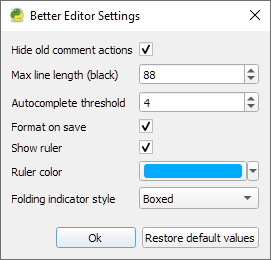 Better Editor Settings
Hide old comment actions
Max line length (black) 88
Autocomplete threshold 4
Format on save
Show ruler
Ruler color
Folding indicator style Boxed
Ok Restore default values